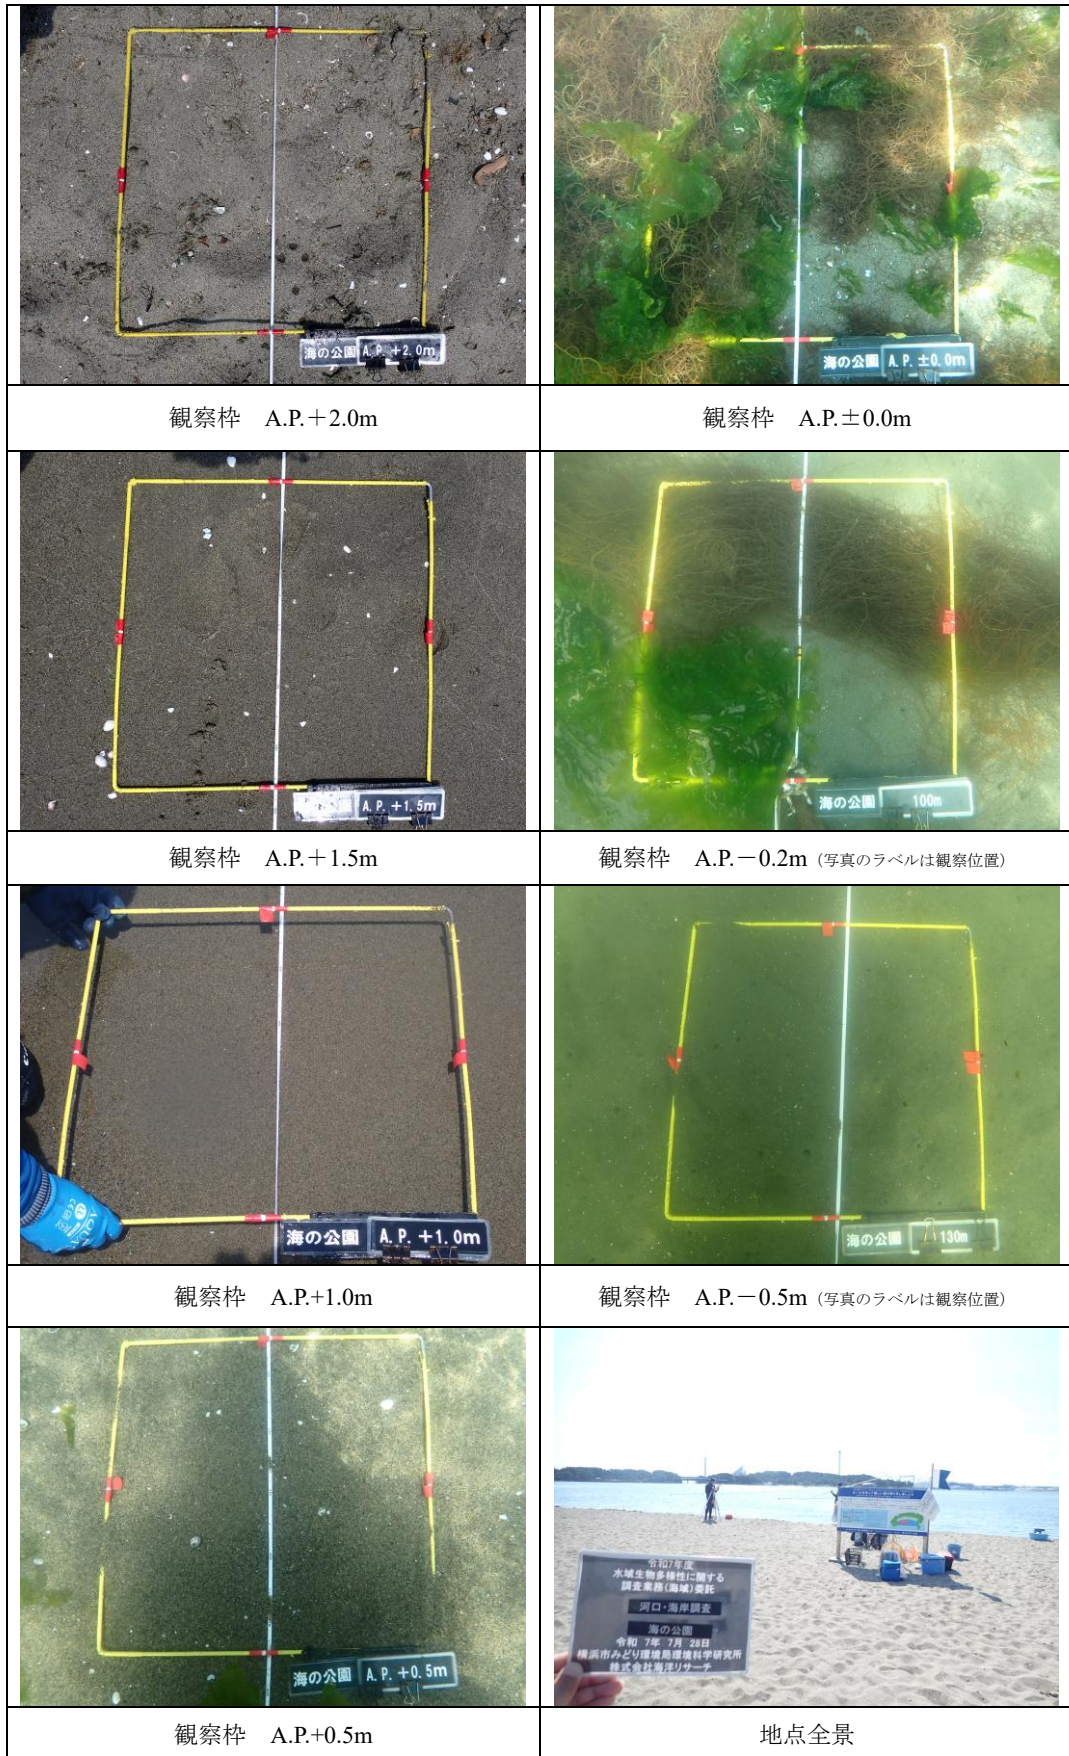 海の公園 A.P.+2.0m
観察枠 A.P.+2.0m
海の公園 A.P.±0.0m
観察枠 A.P.±0.0m
A.P.+1.5m
観察枠 A.P.+1.5m
海の公園 100m
観察枠 A.P.-0.2m (写真のラベルは観察位置)
海の公園 A.P.+1.0m
観察枠 A.P.+1.0m
海の公園 130m
観察枠 A.P.-0.5m (写真のラベルは観察位置)
海の公園 A.P.+0.5m
観察枠 A.P.+0.5m
令和7年度
水域生物多様性に関する
調査業務(海域)委託
河口・海岸調査
海の公園
令和 7年 7月 28日
横浜市みどり環境局環境科学研究所
株式会社海洋リサーチ
地点全景